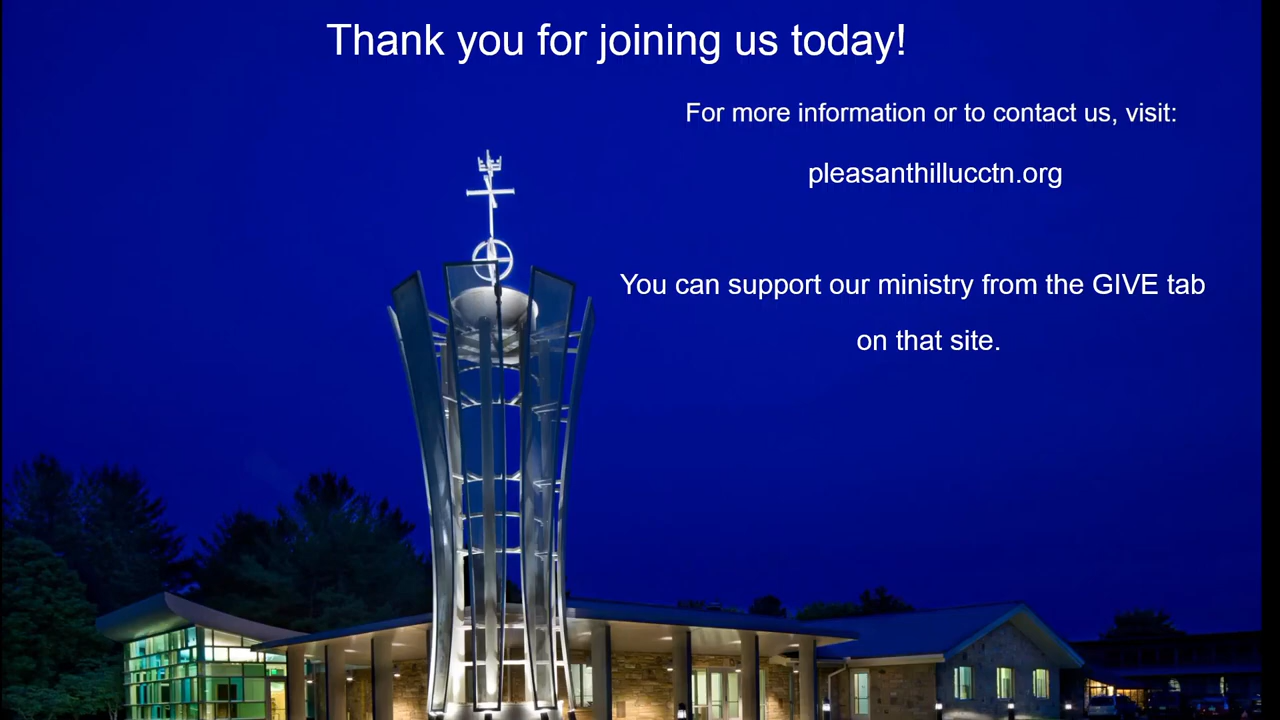 Thank you for joining us today!
For more information or to contact us, visit:
pleasanthillucctn.org
You can support our ministry from the GIVE tab
on that site.